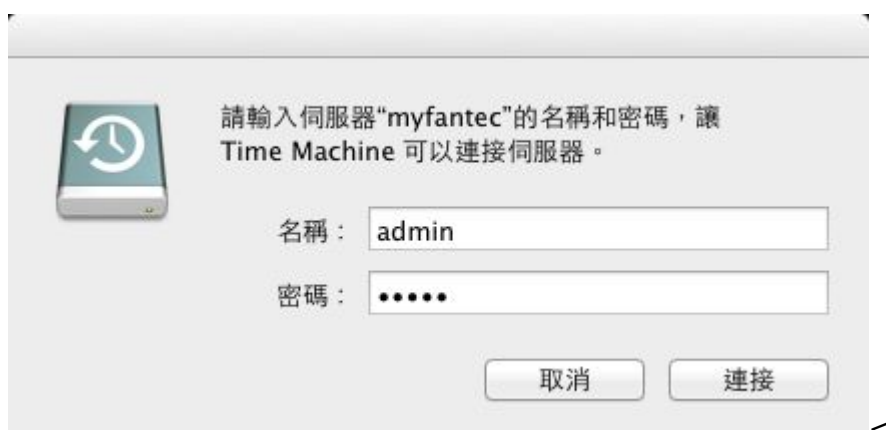 請輸入伺服器“myfantec”的名稱和密碼，讓
Time Machine 可以連接伺服器。
名稱： admin
密碼： •••••
取消 連接